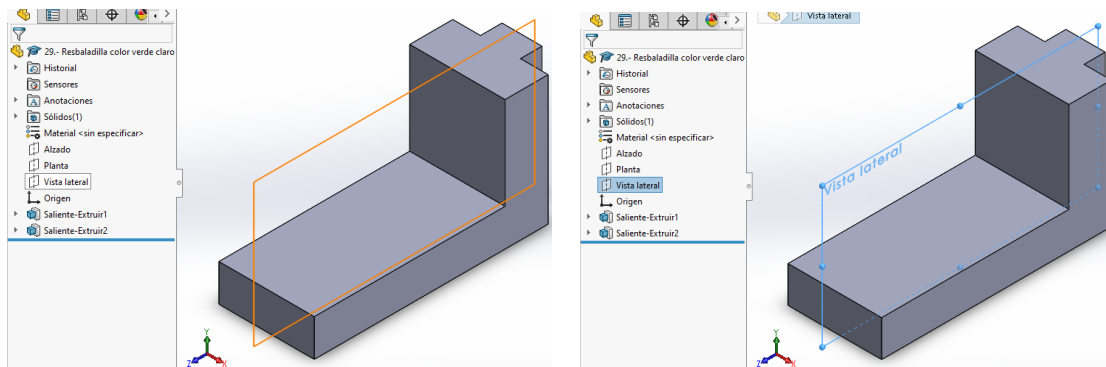 29.- Resbaladilla color verde claro
Historial
Sensores
Anotaciones
Sólidos(1)
Material <sin especificar>
Alzado
Planta
Vista lateral
Origen
Saliente-Extruir1
Saliente-Extruir2
Y
Z
X
Vista lateral
29.- Resbaladilla color verde claro
Historial
Sensores
Anotaciones
Sólidos(1)
Material <sin especificar>
Alzado
Planta
Vista lateral
Origen
Saliente-Extruir1
Saliente-Extruir2
Vista lateral
Y
Z
X